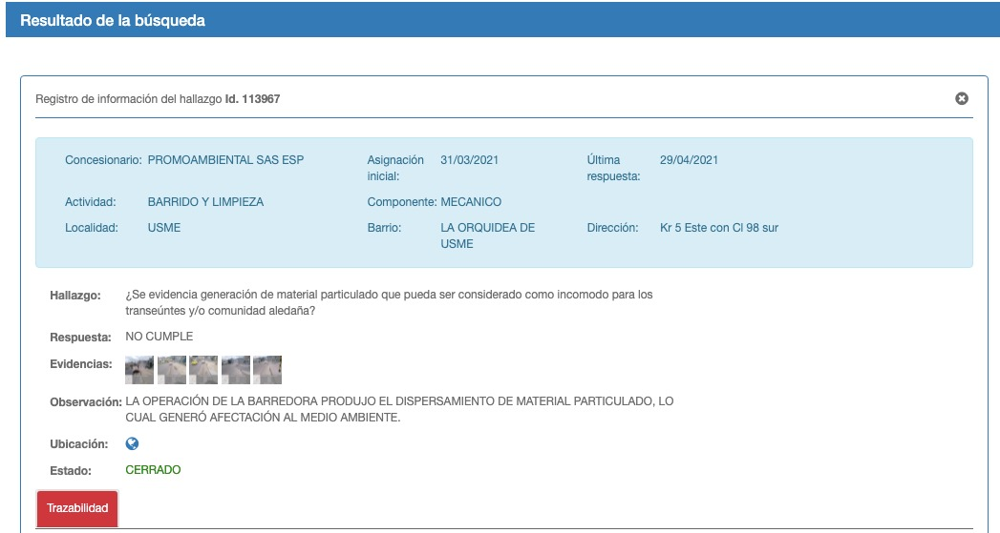 Resultado de la búsqueda
Registro de información del hallazgo Id. 113967
Concesionario: PROMOAMBIENTAL SAS ESP Asignación inicial: 31/03/2021 Última respuesta: 29/04/2021
Actividad: BARRIDO Y LIMPIEZA Componente: MECANICO
Localidad: USME Barrio: LA ORQUIDEA DE USME Dirección: Kr 5 Este con Cl 98 sur
Hallazgo: ¿Se evidencia generación de material particulado que pueda ser considerado como incomodo para los
transeúntes y/o comunidad aledaña?
Respuesta: NO CUMPLE
Evidencias:
Observación: LA OPERACIÓN DE LA BARREDORA PRODUJO EL DISPERSAMIENTO DE MATERIAL PARTICULADO, LO
CUAL GENERÓ AFECTACIÓN AL MEDIO AMBIENTE.
Ubicación:
Estado: CERRADO
Trazabilidad